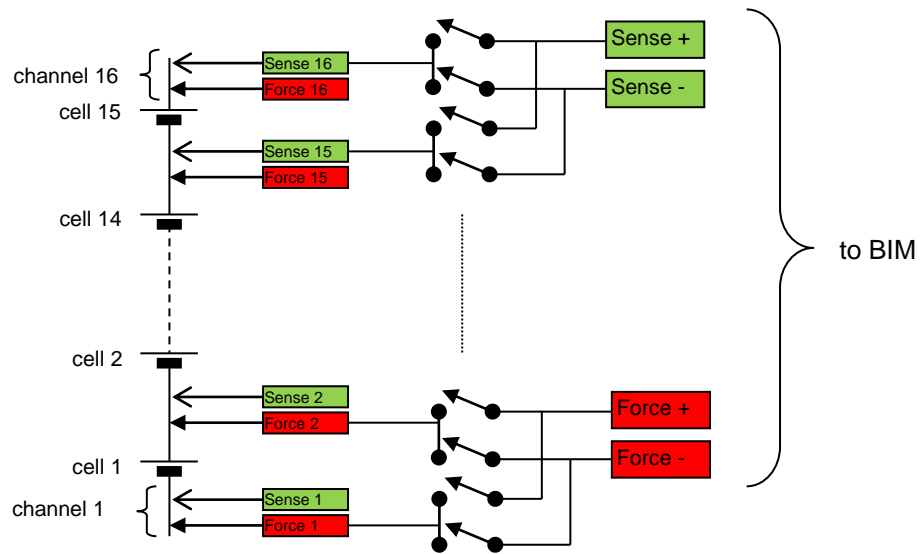 Sense +
channel 16
Sense 16
Force 16
Sense -
cell 15
Sense 15
Force 15
cell 14
to BIM
cell 2
Sense 2
Force 2
Force +
cell 1
Force -
channel 1
Sense 1
Force 1